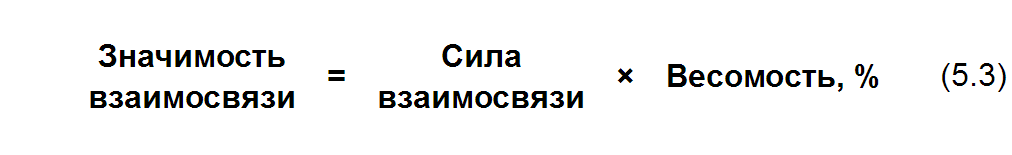 Значимость взаимосвязи = Сила взаимосвязи × Весомость, % (5.3)